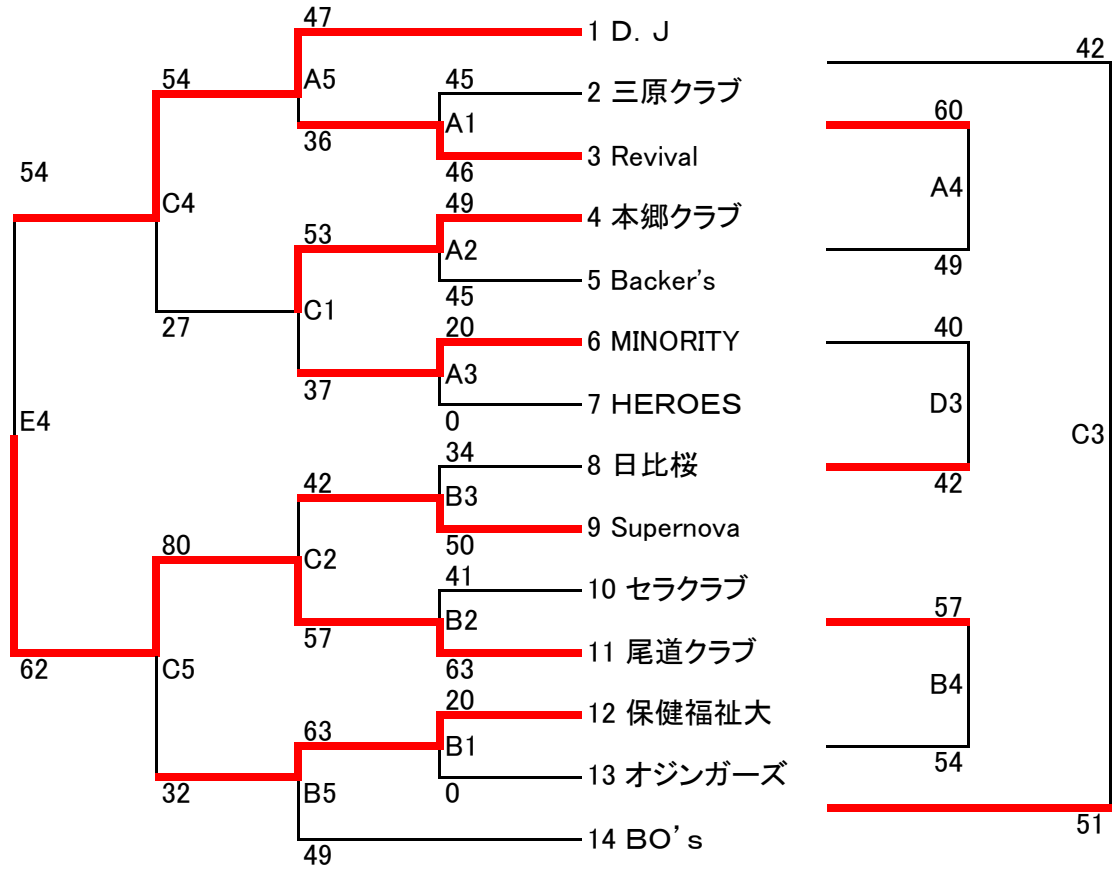 47
1 D. J
42
54
A5
45
2 三原クラブ
60
36
A1
3 Revival
54
46
A4
C4
49
4 本郷クラブ
53
A2
49
5 Backer's
45
27
C1
20
40
6 MINORITY
37
A3
D3
7 HEROES
E4
0
C3
34
8 日比桜
42
42
B3
9 Supernova
80
50
C2
41
10 セラクラブ
57
57
B2
11 尾道クラブ
62
C5
63
B4
20
12 保健福祉大
63
B1
54
13 オジンガーズ
32
B5
0
51
14 BO’s
49